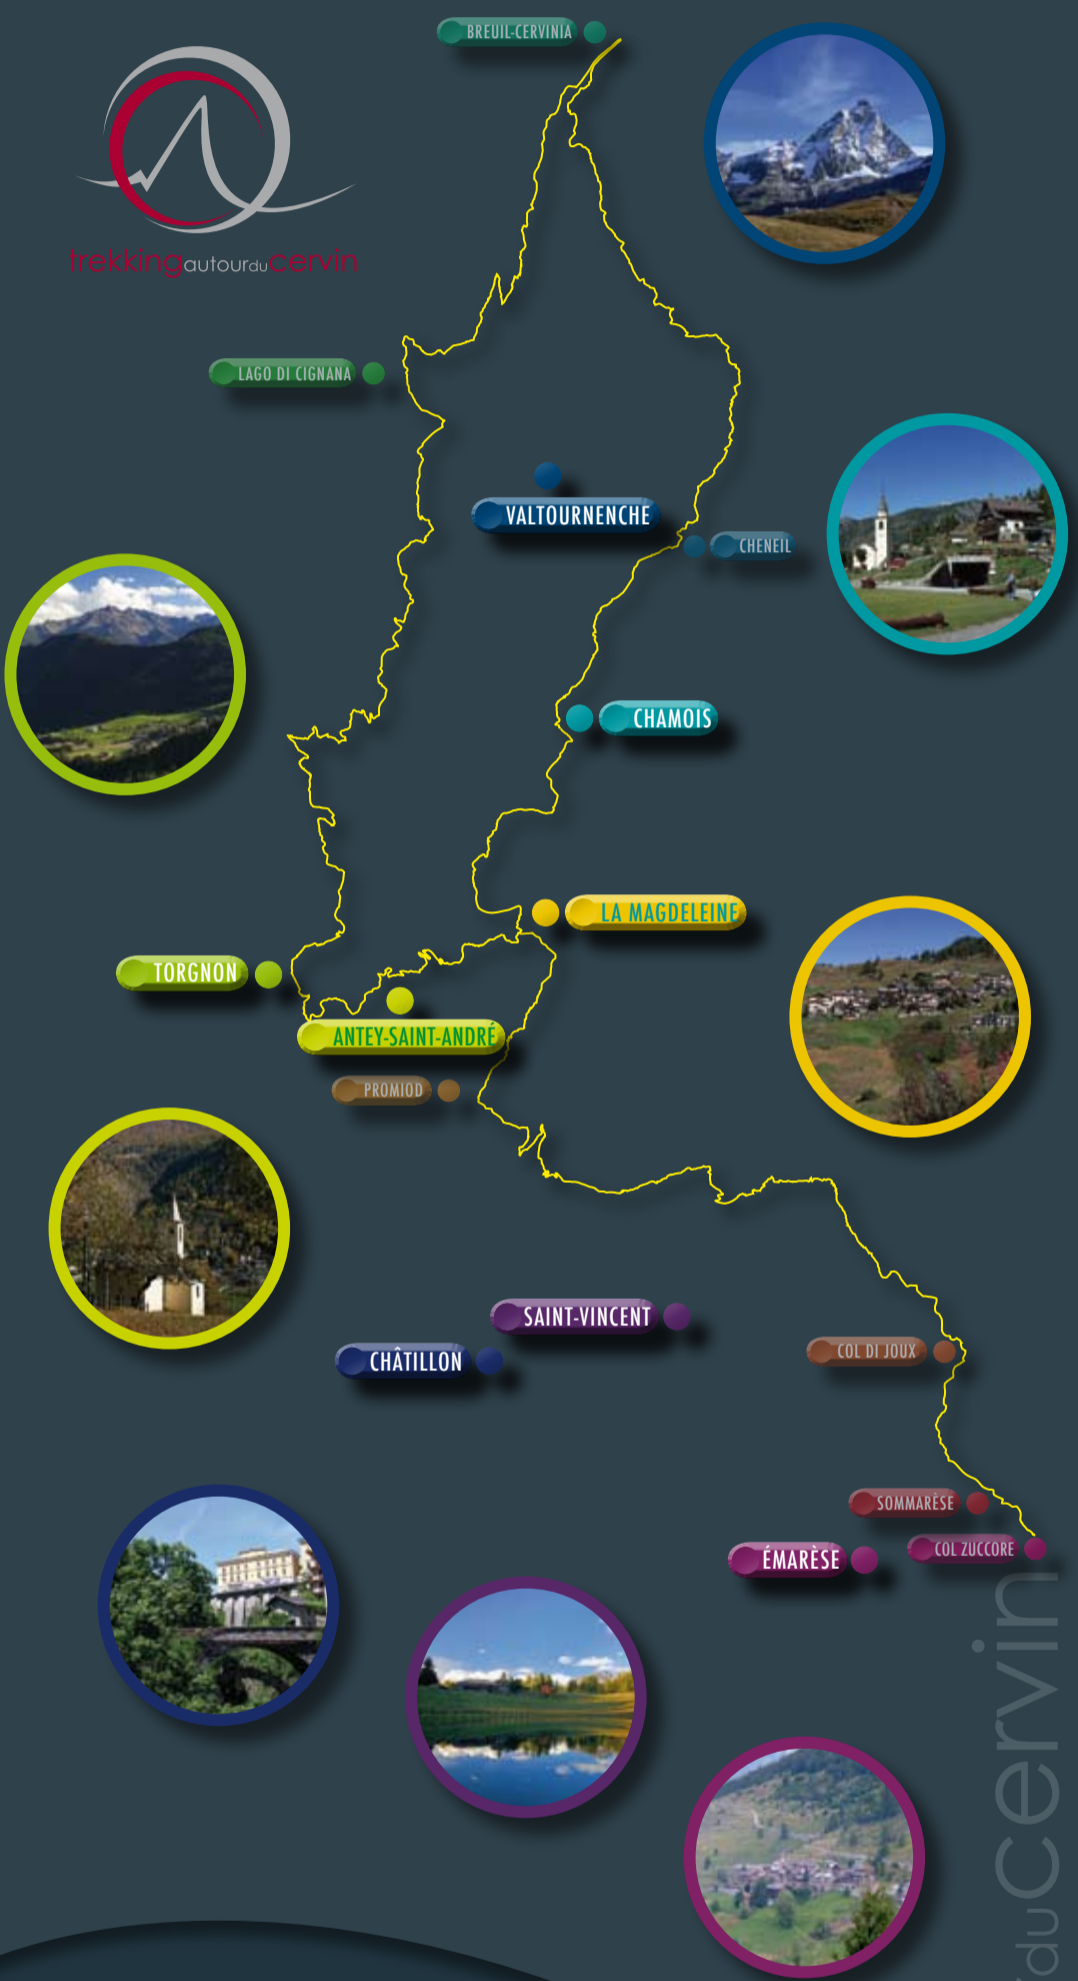 BREUIL-CERVINIA
trekkingautourducervin
LAGO DI CIGNANA
VALTOURNENCHE
CHENEIL
CHAMOIS
LA MAGDELEINE
TORGNON
ANTEY-SAINT-ANDRÉ
PROMIOD
SAINT-VINCENT
CHÂTILLON
COL DI JOUX
SOMMARÈSE
ÉMARÈSE
COL ZUCCORE
ducervin